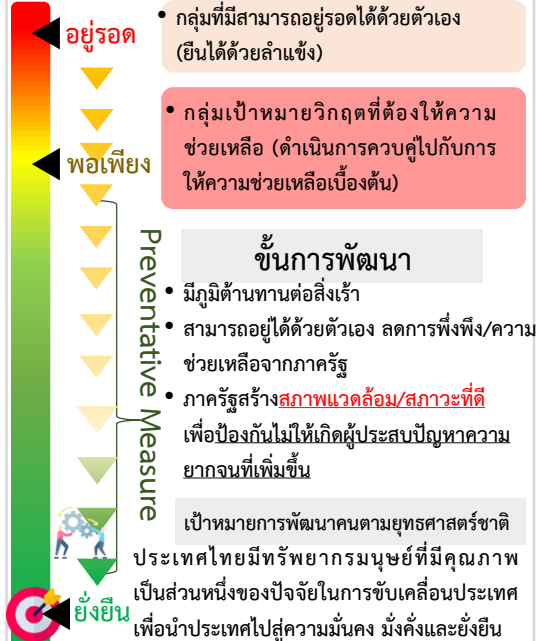 อยู่รอด
• กลุ่มที่มีสามารถอยู่รอดได้ด้วยตัวเอง
(ยืนได้ด้วยลำแข้ง)
• กลุ่มเป้าหมายวิกฤตที่ต้องให้ความ
ช่วยเหลือ (ดำเนินการควบคู่ไปกับการ
ให้ความช่วยเหลือเบื้องต้น)
พอเพียง
Preventative Measure
ขั้นการพัฒนา
• มีภูมิต้านทานต่อสิ่งเร้า
• สามารถอยู่ได้ด้วยตัวเอง ลดการพึ่งพิง/ความ
ช่วยเหลือจากภาครัฐ
• ภาครัฐสร้างสภาพแวดล้อม/สภาวะที่ดี
เพื่อป้องกันไม่ให้เกิดผู้ประสบปัญหาความ
ยากจนที่เพิ่มขึ้น
เป้าหมายการพัฒนาคนตามยุทธศาสตร์ชาติ
ประเทศไทยมีทรัพยากรมนุษย์ที่มีคุณภาพ
เป็นส่วนหนึ่งของปัจจัยในการขับเคลื่อนประเทศ
เพื่อนำประเทศไปสู่ความมั่นคง มั่งคั่งและยั่งยืน
ยั่งยืน